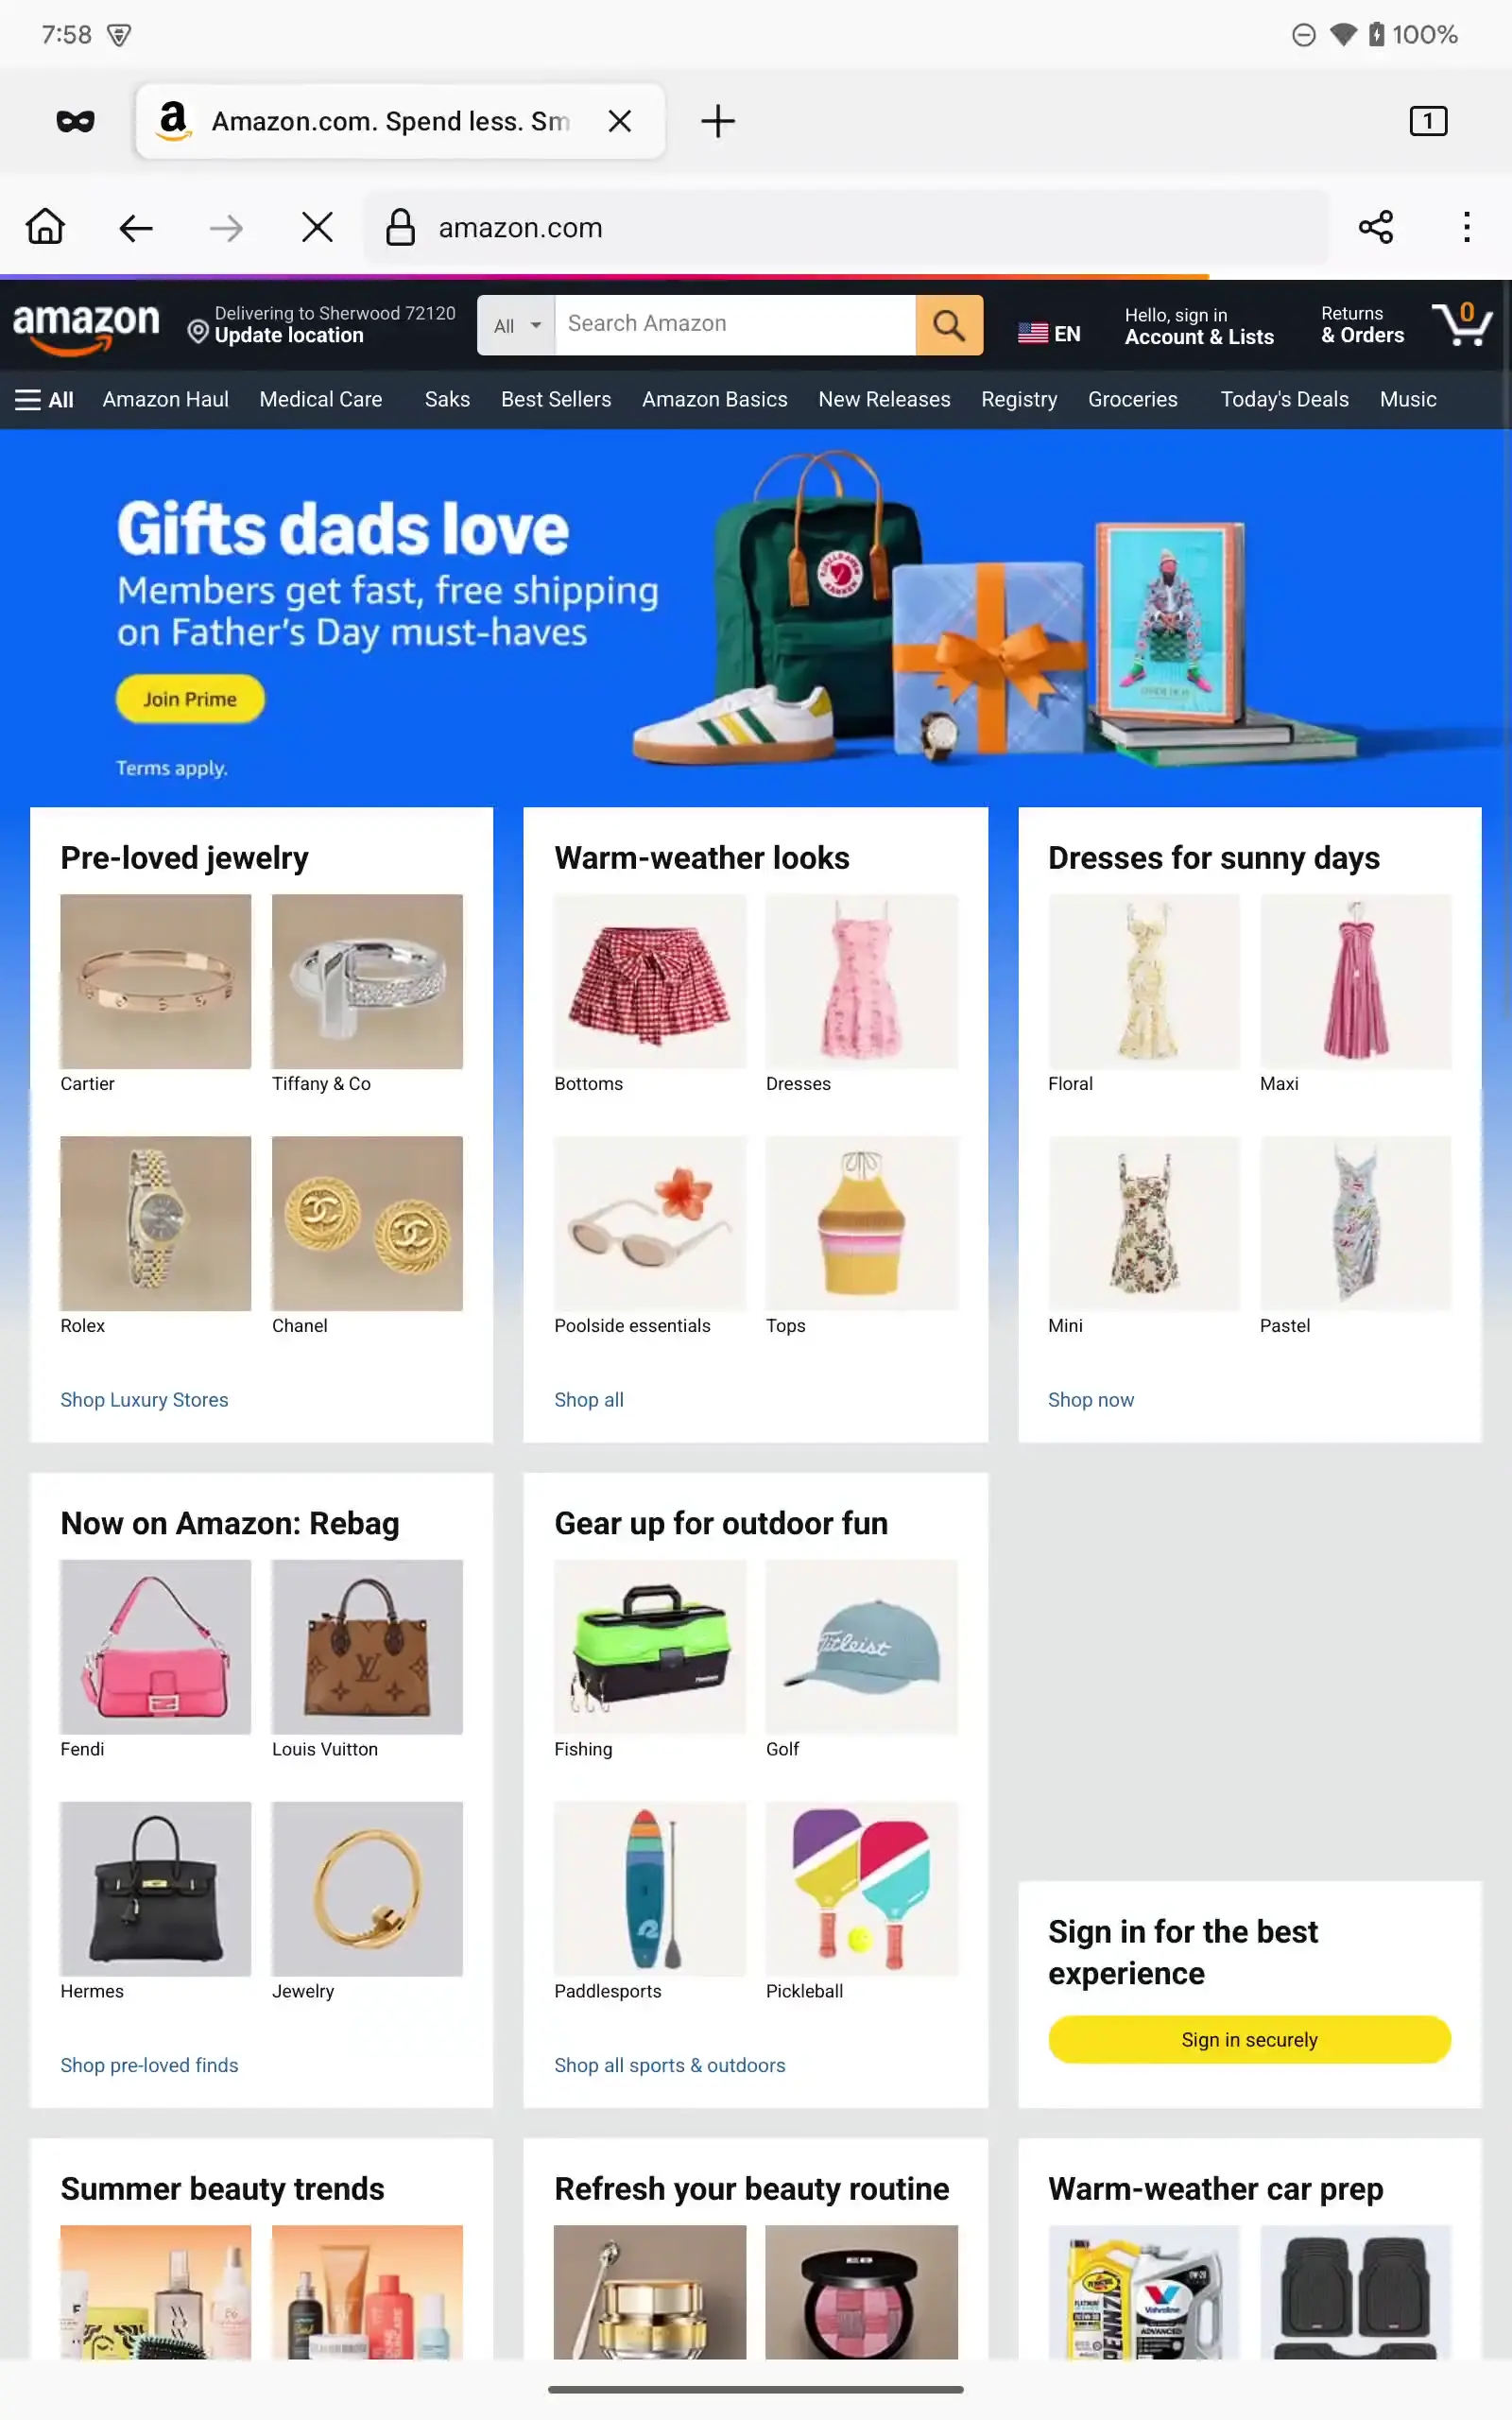 7:58
100%
Amazon.com. Spend less. Sm
1
amazon.com
amazon
Delivering to Sherwood 72120
Update location
All
Search Amazon
EN
Hello, sign in
Account & Lists
Returns
& Orders
0
All
Amazon Haul
Medical Care
Saks
Best Sellers
Amazon Basics
New Releases
Registry
Groceries
Today's Deals
Music
Gifts dads love
Members get fast, free shipping
on Father's Day must-haves
Join Prime
Terms apply.
Pre-loved jewelry
Cartier
Tiffany & Co
Rolex
Chanel
Shop Luxury Stores
Warm-weather looks
Bottoms
Dresses
Poolside essentials
Tops
Shop all
Dresses for sunny days
Floral
Maxi
Mini
Pastel
Shop now
Now on Amazon: Rebag
Fendi
Louis Vuitton
Hermes
Jewelry
Shop pre-loved finds
Gear up for outdoor fun
Titleist
Fishing
Golf
Paddlesports
Pickleball
Shop all sports & outdoors
Sign in for the best
experience
Sign in securely
Summer beauty trends
Refresh your beauty routine
Warm-weather car prep
Valvoline
ADVANCED